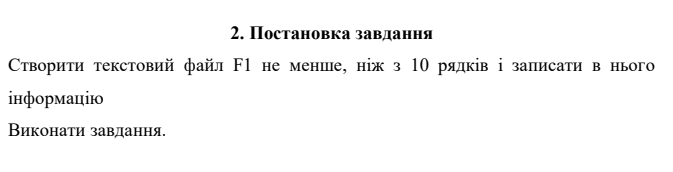 2. Постановка завдання
Створити текстовий файл F1 не менше, ніж з 10 рядків і записати в нього
інформацію
Виконати завдання.